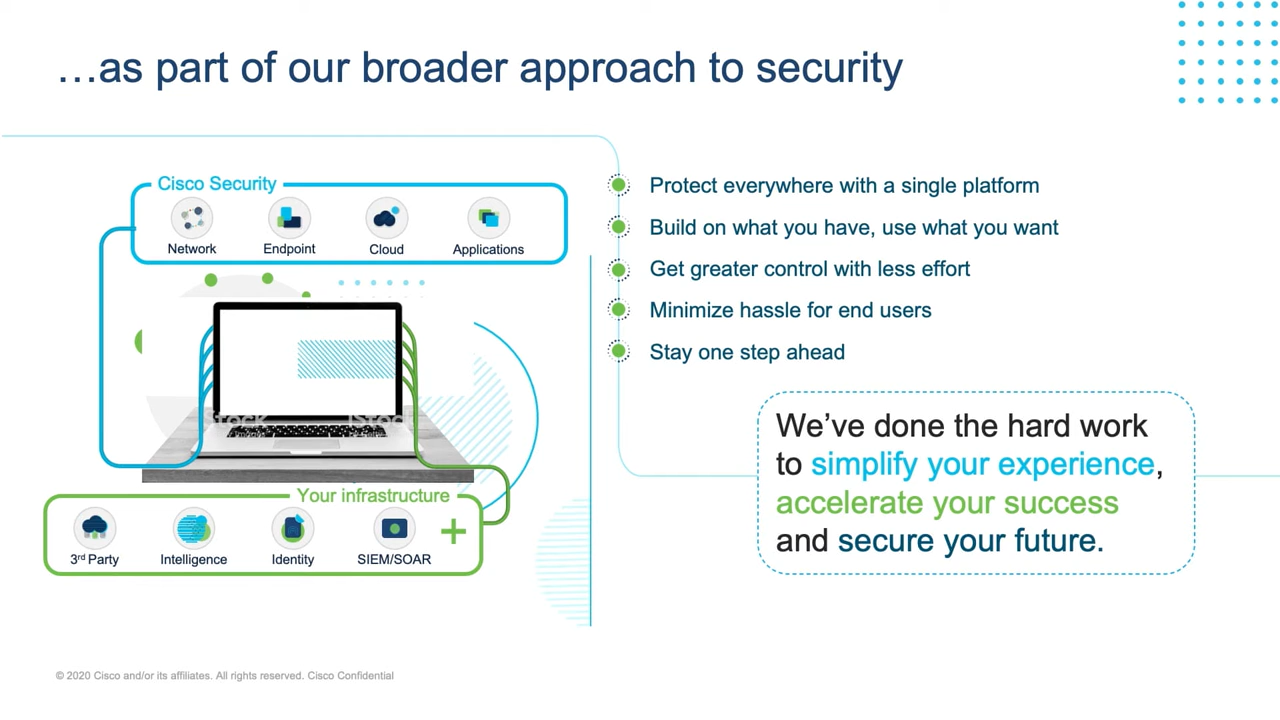 …as part of our broader approach to security
Cisco Security
Network
Endpoint
Cloud
Applications
iStock
iStock
Your infrastructure
3rd Party
Intelligence
Identity
SIEM/SOAR
+
Protect everywhere with a single platform
Build on what you have, use what you want
Get greater control with less effort
Minimize hassle for end users
Stay one step ahead
We’ve done the hard work
to simplify your experience,
accelerate your success
and secure your future.
© 2020 Cisco and/or its affiliates. All rights reserved. Cisco Confidential